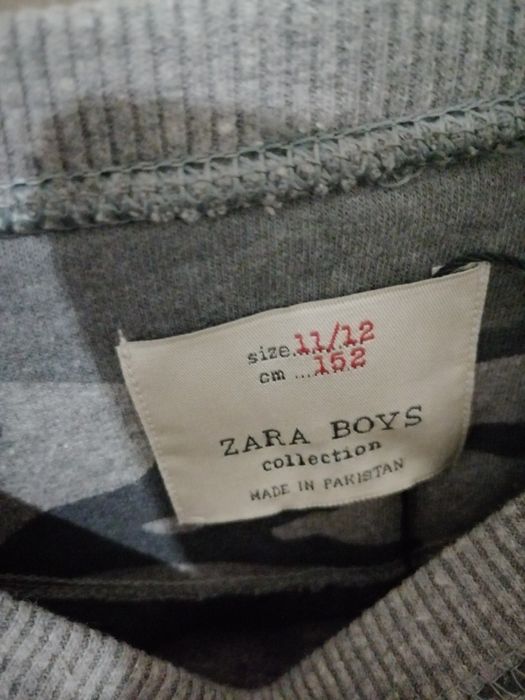 size..11/12
cm ....152
ZARA BOYS
collection
MADE IN PAKISTAN